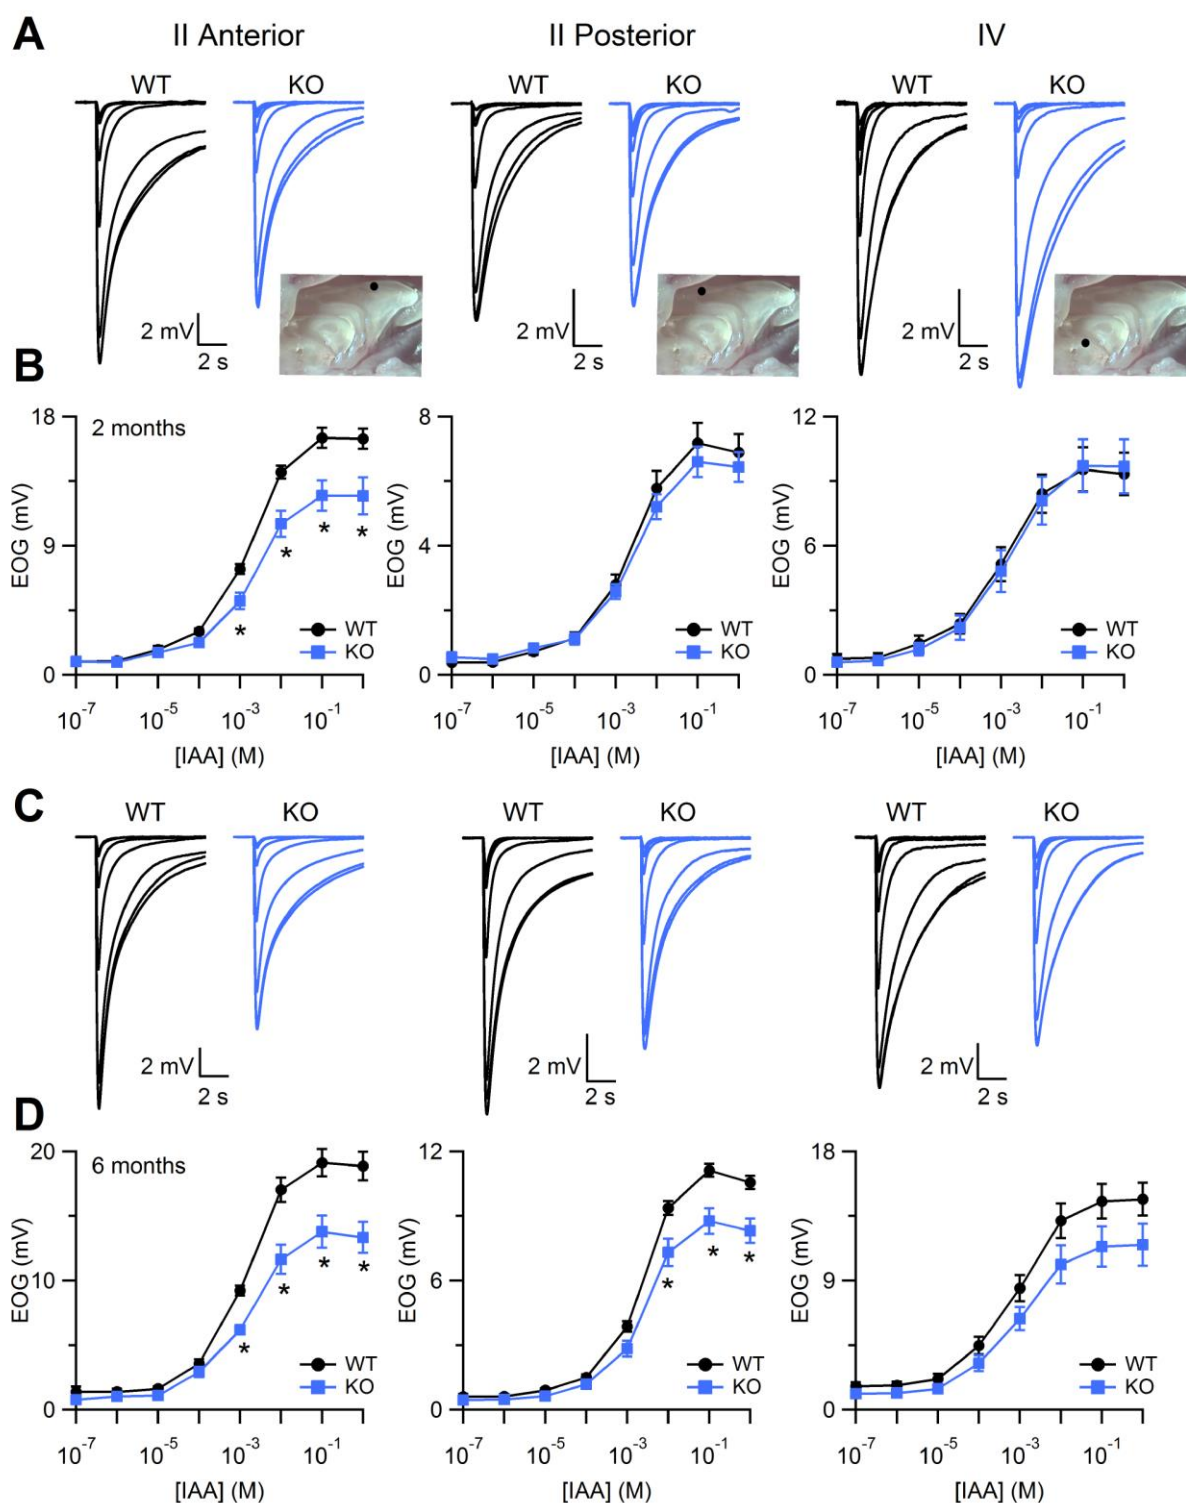 A
II Anterior II Posterior IV
WT KO WT KO WT KO
2 mV 2 mV 2 mV
2 s 2 s 2 s
B
18 8 12
2 months
EOG (mV) EOG (mV) EOG (mV)
9 4 6
WT WT WT
* * * *
KO KO KO
0 0 0
10⁻⁷ 10⁻⁵ 10⁻³ 10⁻¹ 10⁻⁷ 10⁻⁵ 10⁻³ 10⁻¹ 10⁻⁷ 10⁻⁵ 10⁻³ 10⁻¹
[IAA] (M) [IAA] (M) [IAA] (M)
C
WT KO WT KO WT KO
2 mV 2 mV 2 mV
2 s 2 s 2 s
D
20 12 18
6 months
EOG (mV) EOG (mV) EOG (mV)
10 6 9
* * * * * * *
WT WT WT
KO KO KO
0 0 0
10⁻⁷ 10⁻⁵ 10⁻³ 10⁻¹ 10⁻⁷ 10⁻⁵ 10⁻³ 10⁻¹ 10⁻⁷ 10⁻⁵ 10⁻³ 10⁻¹
[IAA] (M) [IAA] (M) [IAA] (M)